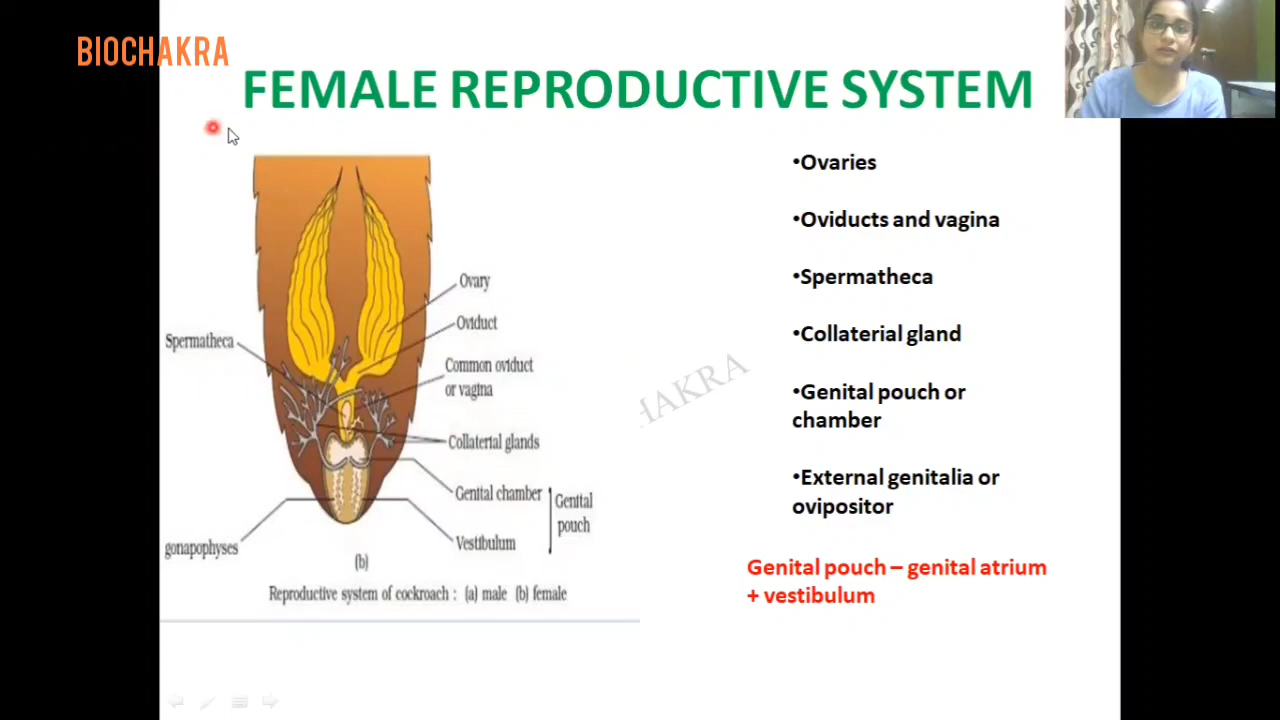 BIOCHAKRA
FEMALE REPRODUCTIVE SYSTEM
•Ovaries
•Oviducts and vagina
•Spermatheca
•Collaterial gland
•Genital pouch or
chamber
•External genitalia or
ovipositor
Genital pouch – genital atrium
+ vestibulum
Ovary
Oviduct
Spermatheca
Common oviduct
or vagina
Collaterial glands
Genital chamber
Genital
pouch
Vestibulum
gonapophyses
(b)
Reproductive system of cockroach : (a) male (b) female
HAKRA